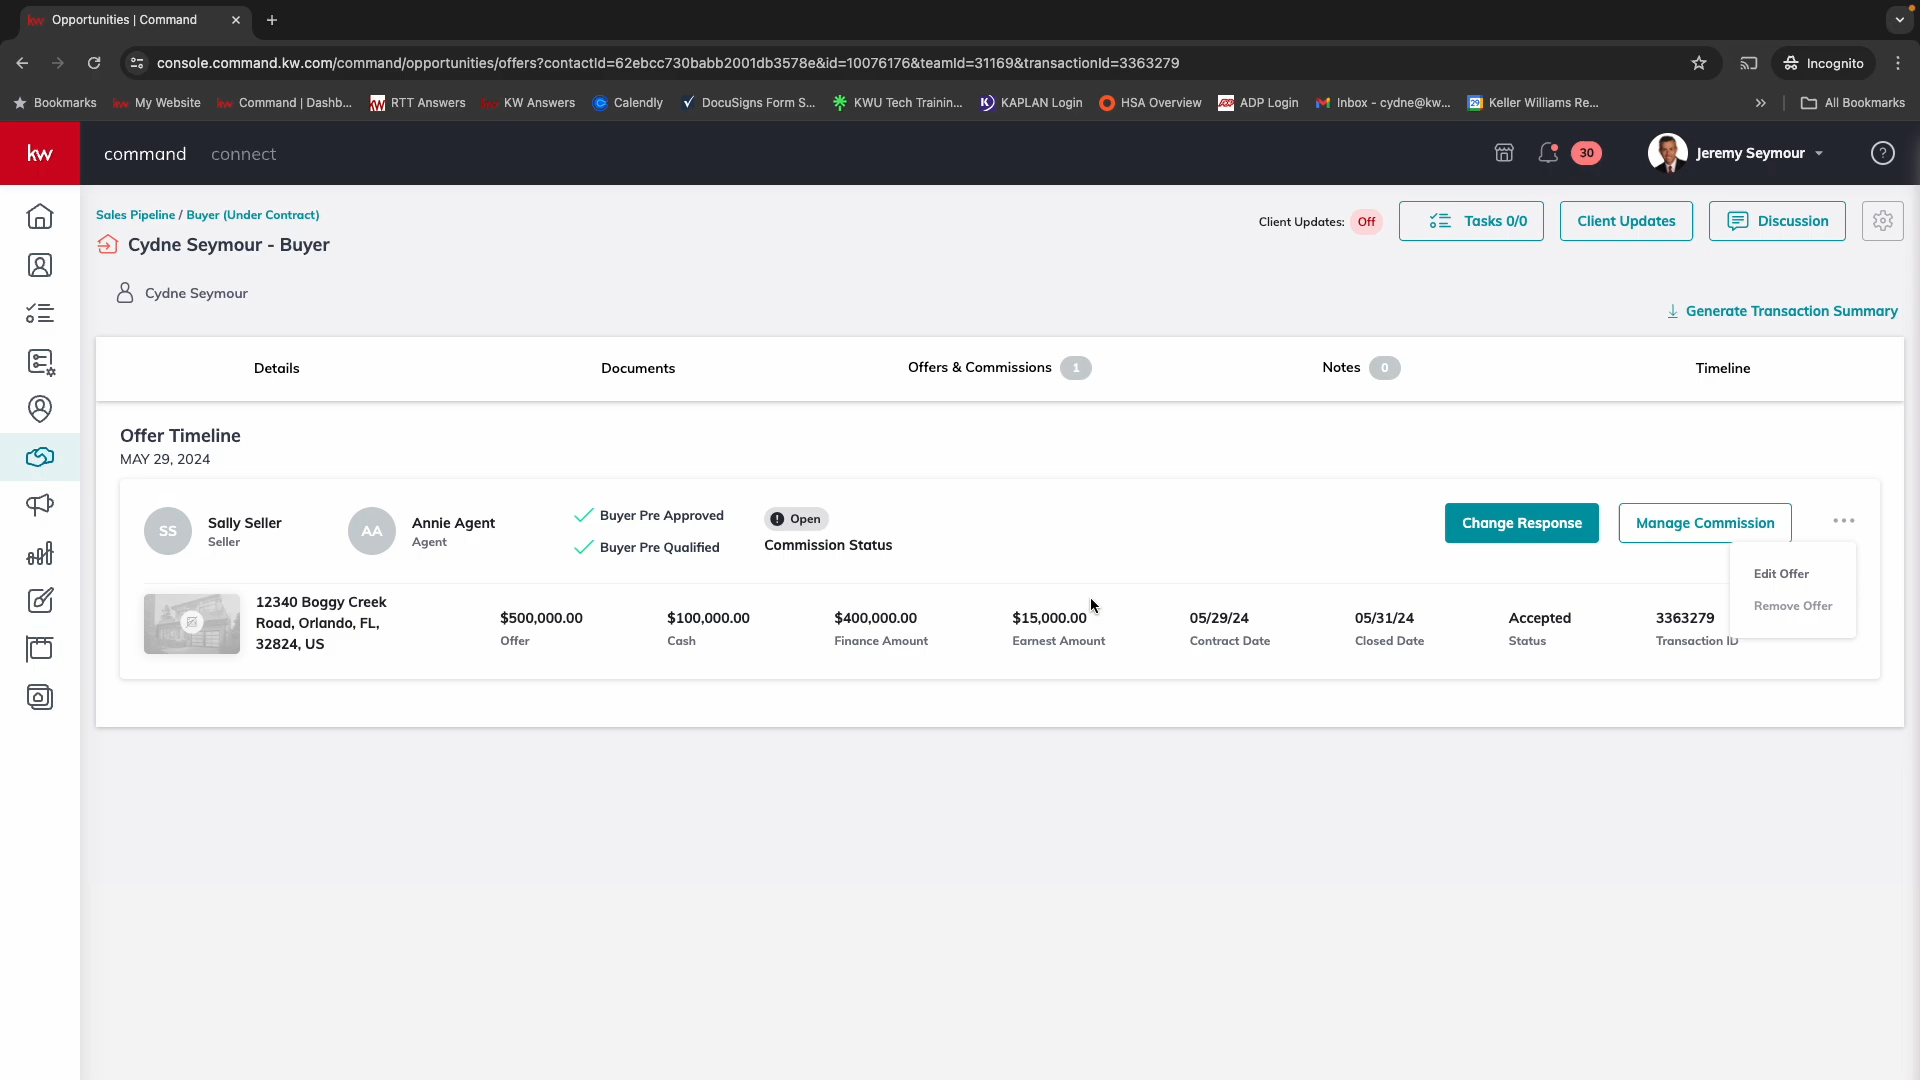 kw Opportunities | Command
console.command.kw.com/command/opportunities/offers?contactId=62ebcc730babb2001db3578e&id=10076176&teamId=31169&transactionId=3363279
Incognito
Bookmarks kw My Website kw Command | Dashb... KW RTT Answers kw KW Answers C Calendly DocuSigns Form S... KWU Tech Trainin... K KAPLAN Login HSA Overview ADP Login Inbox - cydne@kw... 29 Keller Williams Re... » All Bookmarks
kw command connect 30 Jeremy Seymour ?
Sales Pipeline / Buyer (Under Contract)
Cydne Seymour - Buyer
Client Updates: Off Tasks 0/0 Client Updates Discussion
Cydne Seymour
Generate Transaction Summary
Details Documents Offers & Commissions 1 Notes 0 Timeline
Offer Timeline
MAY 29, 2024
SS Sally Seller
Seller
AA Annie Agent
Agent
Buyer Pre Approved
Buyer Pre Qualified
! Open
Commission Status
Change Response Manage Commission
Edit Offer
Remove Offer
12340 Boggy Creek
Road, Orlando, FL,
32824, US
$500,000.00
Offer
$100,000.00
Cash
$400,000.00
Finance Amount
$15,000.00
Earnest Amount
05/29/24
Contract Date
05/31/24
Closed Date
Accepted
Status
3363279
Transaction ID